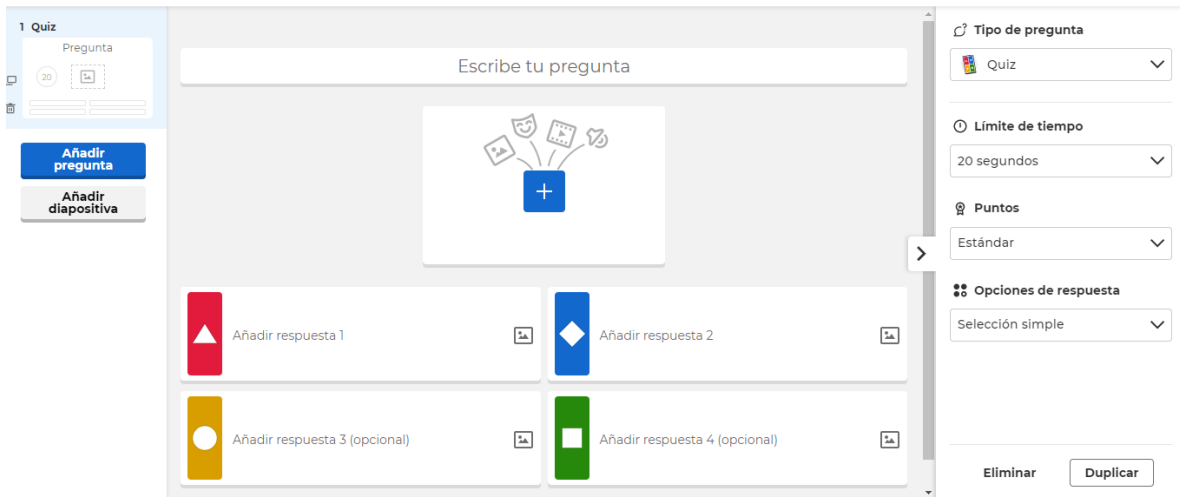 1 Quiz
Pregunta
20
Añadir
pregunta
Añadir
diapositiva
Escribe tu pregunta
Añadir respuesta 1
Añadir respuesta 2
Añadir respuesta 3 (opcional)
Añadir respuesta 4 (opcional)
Tipo de pregunta
Quiz
Límite de tiempo
20 segundos
Puntos
Estándar
Opciones de respuesta
Selección simple
Eliminar
Duplicar